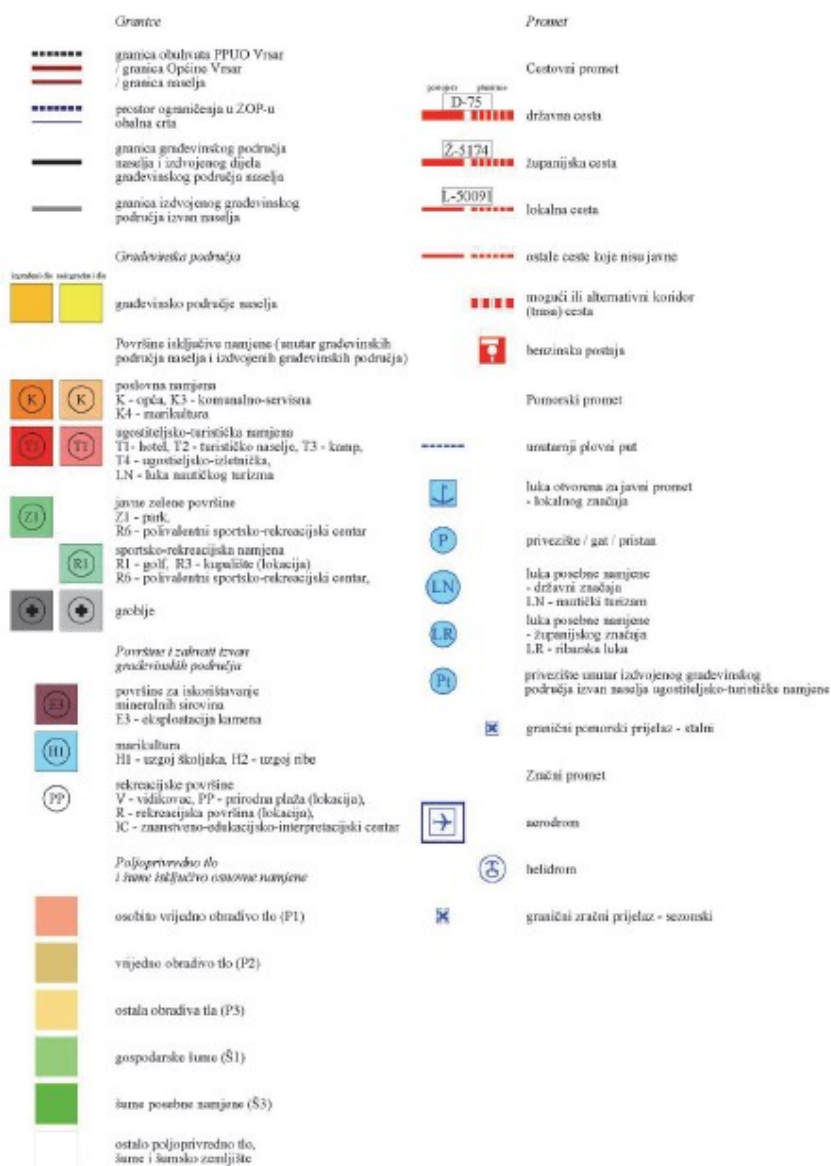 Granice
granica obuhvata PPUO Vrsar
/ granica Općine Vrsar
/ granica naselja
prostor ograničenja u ZOP-u
obalna crta
granica građevinskog područja
naselja i izdvojenog dijela
građevinskog područja naselja
granica izdvojenog građevinskog
područja izvan naselja
Građevinska područja
izgrađeni dio neizgrađeni dio
građevinsko područje naselja
Površine isključive namjene (unutar građevinskih
područja naselja i izdvojenih građevinskih područja)
K K
poslovna namjena
K - opća, K3 - komunalno-servisna
K4 - marikultura
T1 T1
ugostiteljsko-turistička namjena
T1- hotel, T2 - turističko naselje, T3 - kamp,
T4 - ugostiteljsko-izletnička,
LN - luka nautičkog turizma
Z1
javne zelene površine
Z1 - park,
R6 - polivalentni sportsko-rekreacijski centar
R1
sportsko-rekreacijska namjena
R1 - golf, R3 - kupalište (lokacija)
R6 - polivalentni sportsko-rekreacijski centar,
groblje
Površine i zahvati izvan
građevinskih područja
E3
površine za iskorištavanje
mineralnih sirovina
E3 - eksploatacija kamena
H1
marikultura
H1 - uzgoj školjaka, H2 - uzgoj ribe
PP
rekreacijske površine
V - vidikovac, PP - prirodna plaža (lokacija),
R - rekreacijska površina (lokacija),
IC - znanstveno-edukacijsko-interpretacijski centar
Poljoprivredno tlo
i šume isključivo osnovne namjene
osobito vrijedno obradivo tlo (P1)
vrijedno obradivo tlo (P2)
ostala obradiva tla (P3)
gospodarske šume (Š1)
šume posebne namjene (Š3)
ostalo poljoprivredno tlo,
šume i šumsko zemljište
Promet
Cestovni promet
postojeće planirano
D-75
državna cesta
Ž-5174
županijska cesta
L-50091
lokalna cesta
ostale ceste koje nisu javne
mogući ili alternativni koridor
(trasa) cesta
benzinska postaja
Pomorski promet
unutarnji plovni put
luka otvorena za javni promet
- lokalnog značaja
P
privezište / gat / pristan
LN
luka posebne namjene
- državni značaja
LN - nautički turizam
LR
luka posebne namjene
- županijskog značaja
LR - ribarska luka
Pt
privezište unutar izdvojenog građevinskog
područja izvan naselja ugostiteljsko-turističke namjene
granični pomorski prijelaz - stalni
Zračni promet
aerodrom
helidrom
granični zračni prijelaz - sezonski